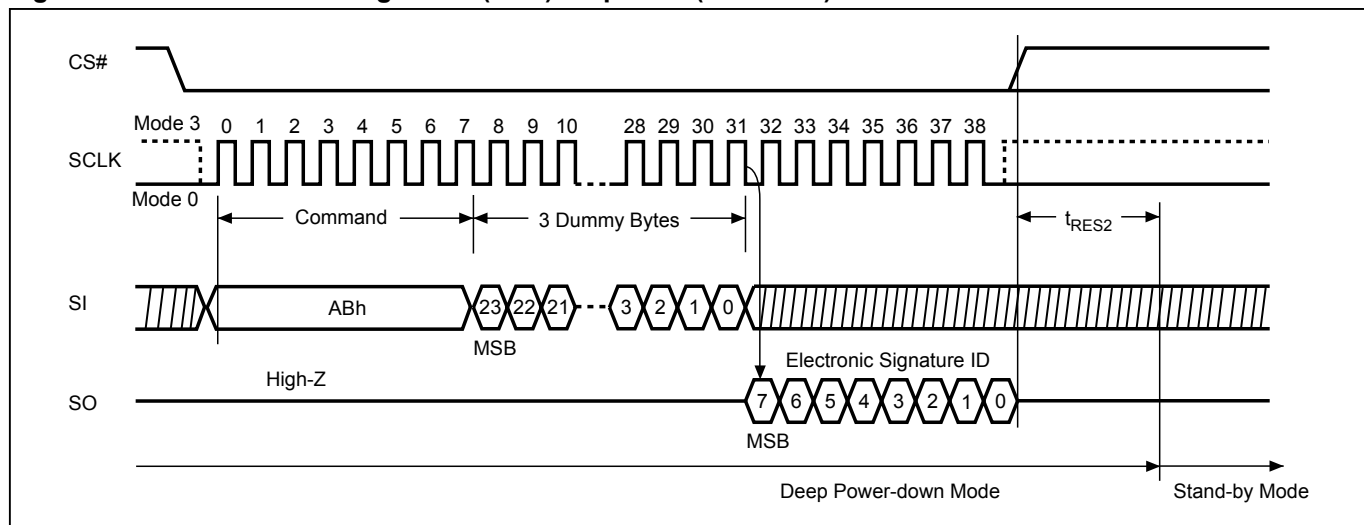 CS#
Mode 3 0 1 2 3 4 5 6 7 8 9 10 28 29 30 31 32 33 34 35 36 37 38
SCLK
Mode 0
Command 3 Dummy Bytes tRES2
SI ABh 23 22 21 3 2 1 0
MSB
Electronic Signature ID
High-Z
SO 7 6 5 4 3 2 1 0
MSB
Deep Power-down Mode Stand-by Mode